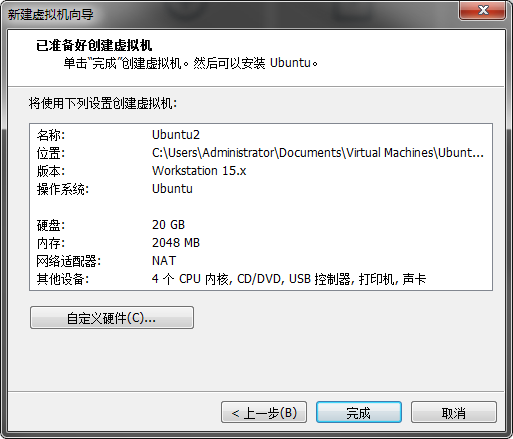 新建虚拟机向导
已准备好创建虚拟机
单击"完成"创建虚拟机。然后可以安装 Ubuntu。
将使用下列设置创建虚拟机:
名称: Ubuntu2
位置: C:\Users\Administrator\Documents\Virtual Machines\Ubunt...
版本: Workstation 15.x
操作系统: Ubuntu
硬盘: 20 GB
内存: 2048 MB
网络适配器: NAT
其他设备: 4 个 CPU 内核, CD/DVD, USB 控制器, 打印机, 声卡
自定义硬件(C)...
< 上一步(B) 完成 取消